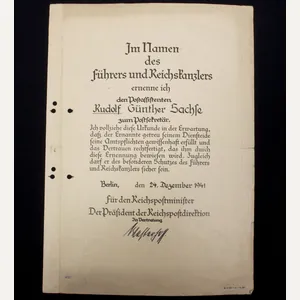 Im Namen
des
Führers und Reichskanzlers
ernenne ich
den Postassistenten
Rudolf Günther Sachse
zum Postsekretär.
Ich vollziehe diese Urkunde in der Erwartung,
daß der Ernannte getreu seinem Diensteide
seine Amtspflichten gewissenhaft erfüllt und
das Vertrauen rechtfertigt, das ihm durch
diese Ernennung bewiesen wird. Zugleich
darf er des besonderen Schutzes des Führers
und Reichskanzlers sicher sein.
Berlin, den 24. Dezember 1941
Für den Reichspostminister
Der Präsident der Reichspostdirektion
In Vertretung